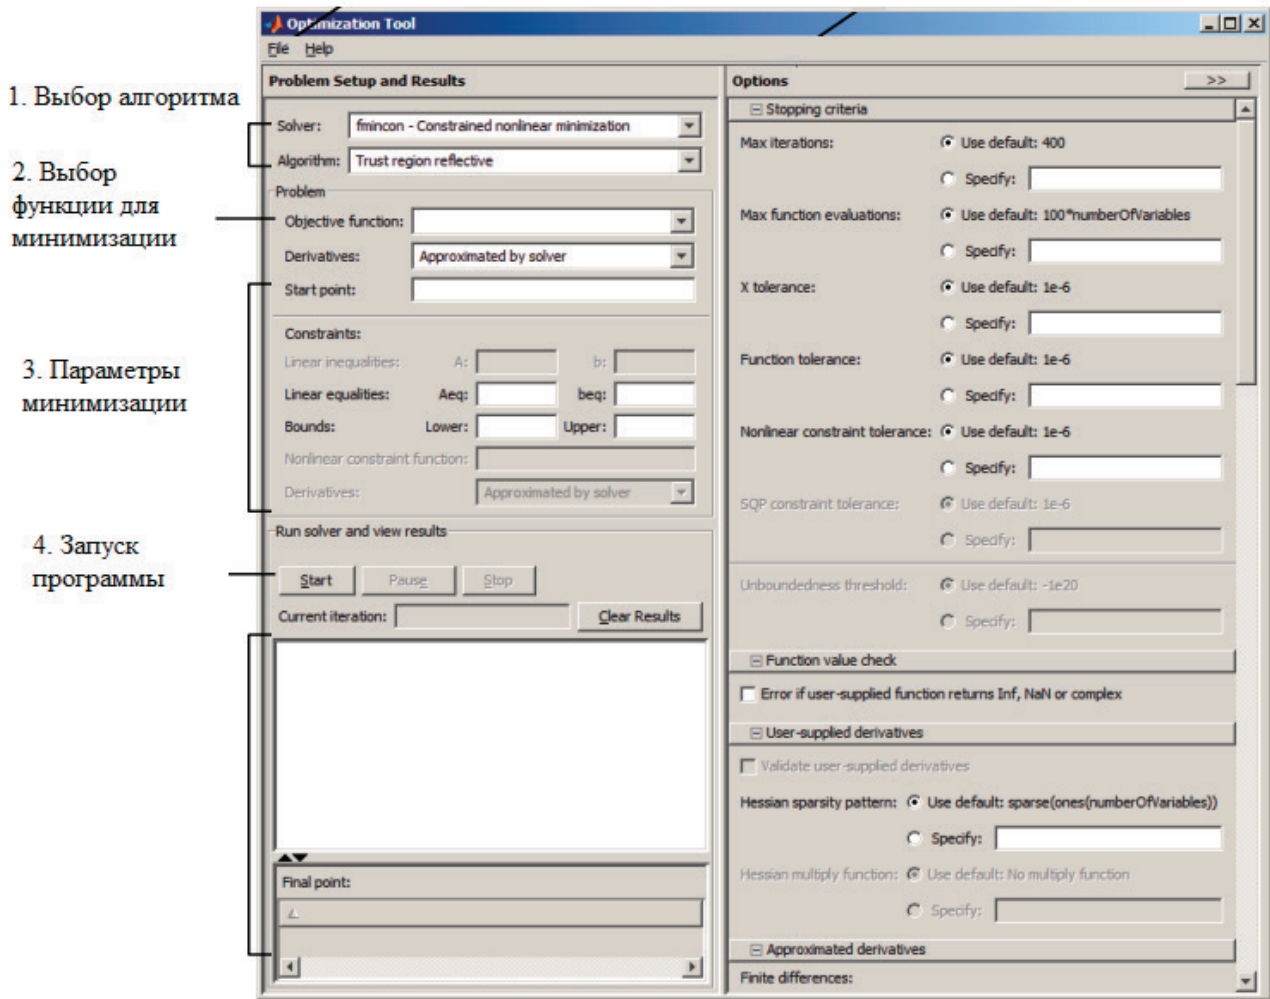 Optimization Tool
File Help
Problem Setup and Results
1. Выбор алгоритма
Solver: fmincon - Constrained nonlinear minimization
Algorithm: Trust region reflective
2. Выбор
функции для
минимизации
Problem
Objective function:
Derivatives: Approximated by solver
Start point:
3. Параметры
минимизации
Constraints:
Linear inequalities: A: b:
Linear equalities: Aeq: beq:
Bounds: Lower: Upper:
Nonlinear constraint function:
Derivatives: Approximated by solver
4. Запуск
программы
Run solver and view results
Start Pause Stop
Current iteration: Clear Results
Final point:
Options >>
Stopping criteria
Max iterations: Use default: 400
Specify:
Max function evaluations: Use default: 100*numberOfVariables
Specify:
X tolerance: Use default: 1e-6
Specify:
Function tolerance: Use default: 1e-6
Specify:
Nonlinear constraint tolerance: Use default: 1e-6
Specify:
SQP constraint tolerance: Use default: 1e-6
Specify:
Unboundedness threshold: Use default: -1e20
Specify:
Function value check
Error if user-supplied function returns Inf, NaN or complex
User-supplied derivatives
Validate user-supplied derivatives
Hessian sparsity pattern: Use default: sparse(ones(numberOfVariables))
Specify:
Hessian multiply function: Use default: No multiply function
Specify:
Approximated derivatives
Finite differences: